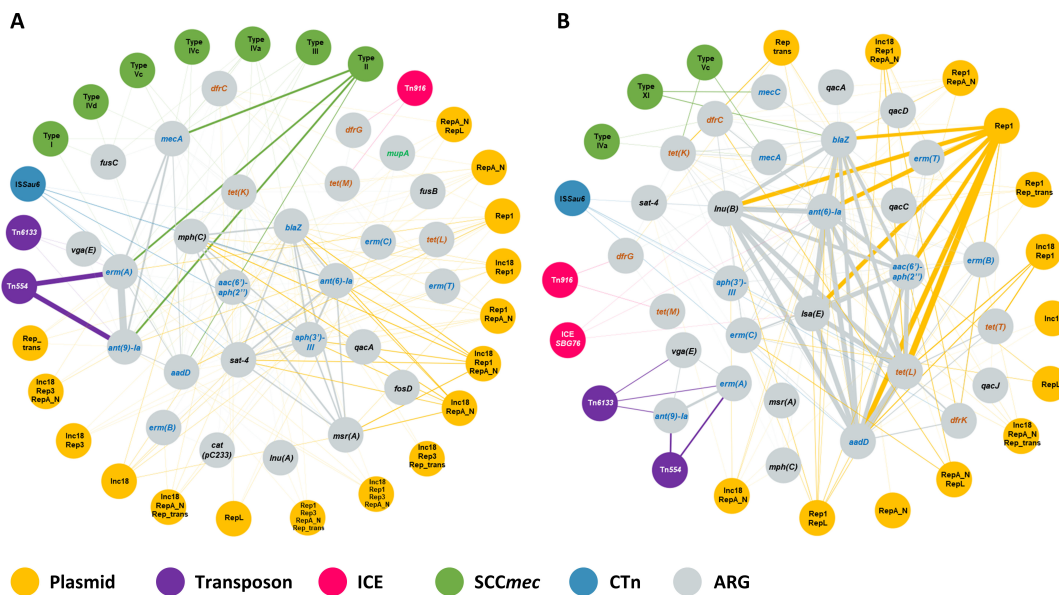 A
Type
IVc
Type
IVa
Type
III
Type
II
Type
Vc
Type
IVd
Type
I
dfrC
Tn916
RepA_N
RepL
mecA
dfrG
mupA
fusC
RepA_N
ISSau6
tet(K)
tet(M)
fusB
Tn6133
vga(E)
mph(C)
blaZ
erm(C)
tet(L)
Rep1
Tn554
erm(A)
aac(6')-
aph(2'')
ant(6)-Ia
erm(T)
Inc18
Rep1
Rep1
RepA_N
Rep_
trans
ant(9)-Ia
aadD
sat-4
aph(3')-
III
qacA
Inc18
Rep1
RepA_N
Inc18
Rep3
RepA_N
fosD
Inc18
RepA_N
Inc18
Rep3
erm(B)
cat
(pC233)
lnu(A)
msr(A)
Inc18
Rep3
Rep_trans
Inc18
Inc18
RepA_N
Rep_trans
RepL
Rep1
Rep3
RepA_N
Rep_trans
Inc18
Rep1
Rep3
RepA_N
B
Rep
trans
Inc18
Rep1
RepA_N
Type
Vc
Rep1
RepA_N
Type
XI
mecC
qacA
qacD
Type
IVa
dfrC
tet(K)
mecA
blaZ
erm(T)
Rep1
ISSau6
sat-4
lnu(B)
ant(6)-Ia
qacC
Rep1
Rep_trans
dfrG
Tn916
aph(3')-
III
aac(6')-
aph(2'')
erm(B)
Inc18
Rep1
tet(M)
lsa(E)
tet(T)
Inc1
ICE
SBG76
erm(C)
vga(E)
erm(A)
tet(L)
qacJ
RepL
Tn6133
ant(9)-Ia
msr(A)
aadD
dfrK
Inc18
RepA_N
Rep_trans
Tn554
mph(C)
Inc18
RepA_N
Rep1
RepL
RepA_N
RepA_N
RepL
Plasmid
Transposon
ICE
SCCmec
CTn
ARG